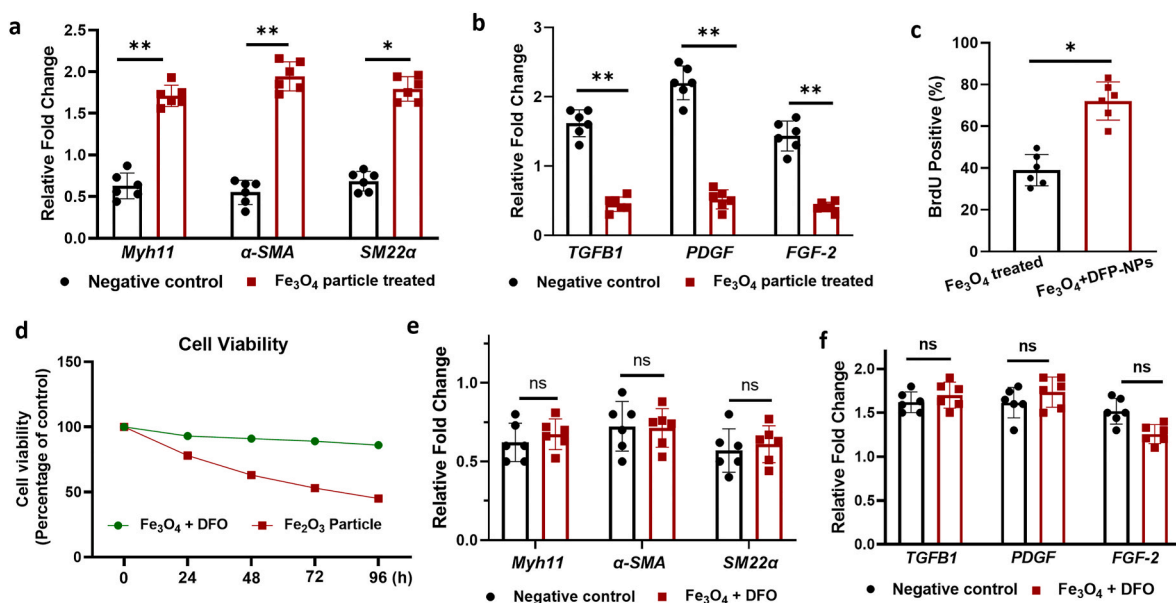 a
Relative Fold Change
2.5
2.0
1.5
1.0
0.5
0.0
** ** *
Myh11 α-SMA SM22α
Negative control Fe₃O₄ particle treated
b
Relative Fold Change
3
2
1
0
** ** **
TGFB1 PDGF FGF-2
Negative control Fe₃O₄ particle treated
c
BrdU Positive (%)
100
80
60
40
20
0
*
Fe₃O₄ treated
Fe₃O₄+DFP-NPs
d
Cell Viability
Cell viability
(Percentage of control)
150
100
50
0
Fe₃O₄ + DFO Fe₂O₃ Particle
0 24 48 72 96 (h)
e
Relative Fold Change
1.0
0.5
0.0
ns ns ns
Myh11 α-SMA SM22α
Negative control Fe₃O₄ + DFO
f
Relative Fold Change
2.0
1.5
1.0
0.5
0.0
ns ns ns
TGFB1 PDGF FGF-2
Negative control Fe₃O₄ + DFO